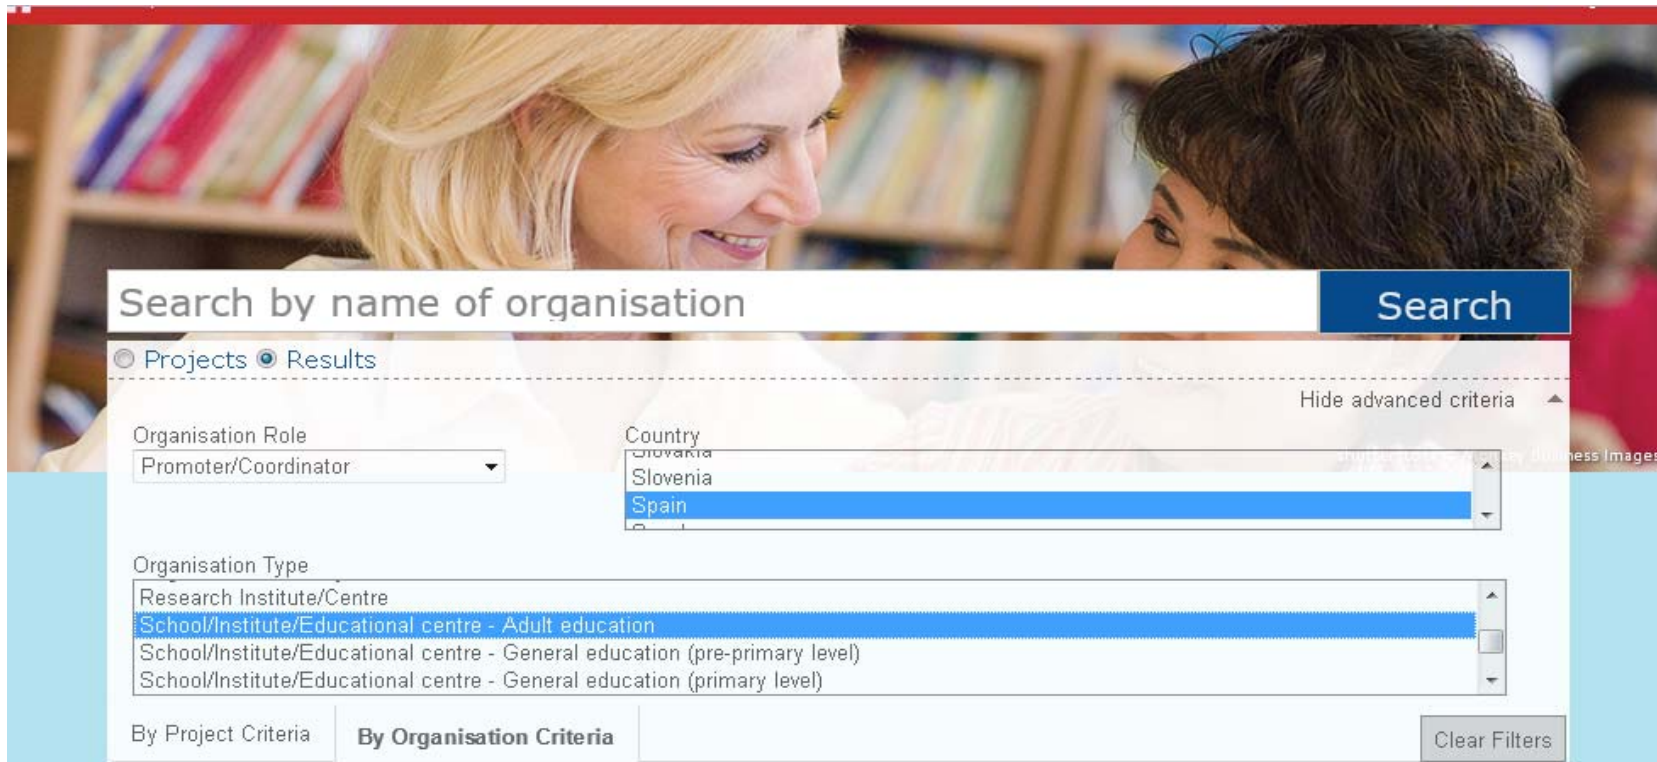 Search by name of organisation
Search
Projects Results
Hide advanced criteria
Organisation Role
Country
Promoter/Coordinator
Slovakia
Slovenia
Spain
Organisation Type
Research Institute/Centre
School/Institute/Educational centre - Adult education
School/Institute/Educational centre - General education (pre-primary level)
School/Institute/Educational centre - General education (primary level)
By Project Criteria
By Organisation Criteria
Clear Filters